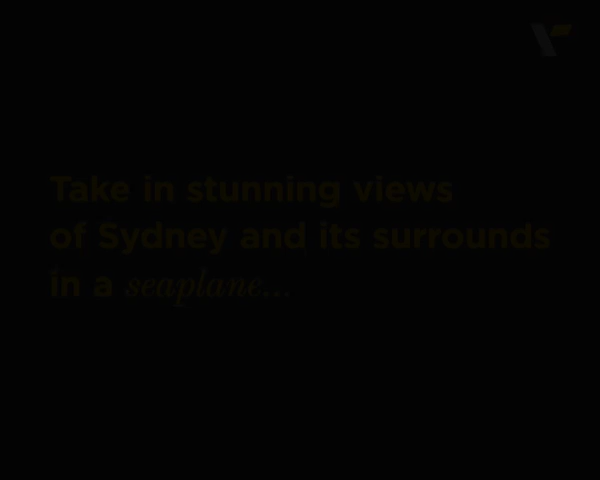 Take in stunning views
of Sydney and its surrounds
in a seaplane...